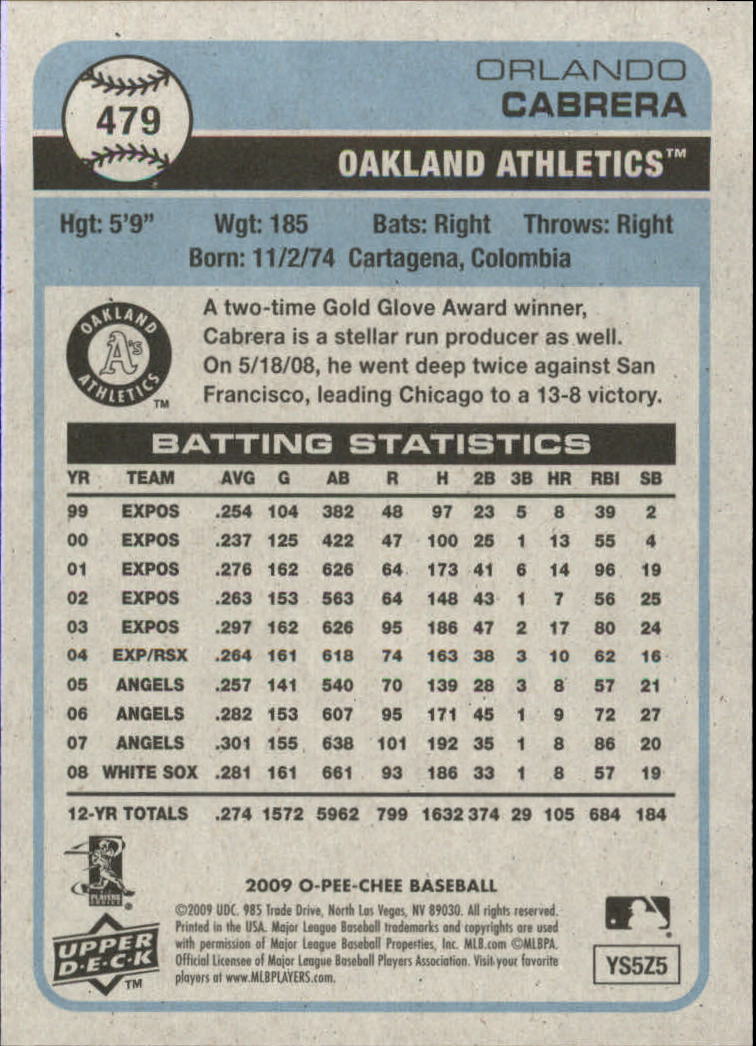 479
ORLANDO
CABRERA
OAKLAND ATHLETICS™
Hgt: 5'9" Wgt: 185 Bats: Right Throws: Right
Born: 11/2/74 Cartagena, Colombia
OAKLAND
A's
ATHLETICS
TM
A two-time Gold Glove Award winner,
Cabrera is a stellar run producer as well.
On 5/18/08, he went deep twice against San
Francisco, leading Chicago to a 13-8 victory.
BATTING STATISTICS
YR TEAM AVG G AB R H 2B 3B HR RBI SB
99 EXPOS .254 104 382 48 97 23 5 8 39 2
00 EXPOS .237 125 422 47 100 25 1 13 55 4
01 EXPOS .276 162 626 64 173 41 6 14 96 19
02 EXPOS .263 153 563 64 148 43 1 7 56 25
03 EXPOS .297 162 626 95 186 47 2 17 80 24
04 EXP/RSX .264 161 618 74 163 38 3 10 62 16
05 ANGELS .257 141 540 70 139 28 3 8 57 21
06 ANGELS .282 153 607 95 171 45 1 9 72 27
07 ANGELS .301 155 638 101 192 35 1 8 86 20
08 WHITE SOX .281 161 661 93 186 33 1 8 57 19
12-YR TOTALS .274 1572 5962 799 1632 374 29 105 684 184
PLAYERS
2009 O-PEE-CHEE BASEBALL
©2009 UDC. 985 Trade Drive, North Las Vegas, NV 89030. All rights reserved.
Printed in the USA. Major League Baseball trademarks and copyrights are used
with permission of Major League Baseball Properties, Inc. MLB.com ©MLBPA.
Official Licensee of Major League Baseball Players Association. Visit your favorite
players at www.MLBPLAYERS.com.
UPPER
D·E·C·K
TM
YS5Z5